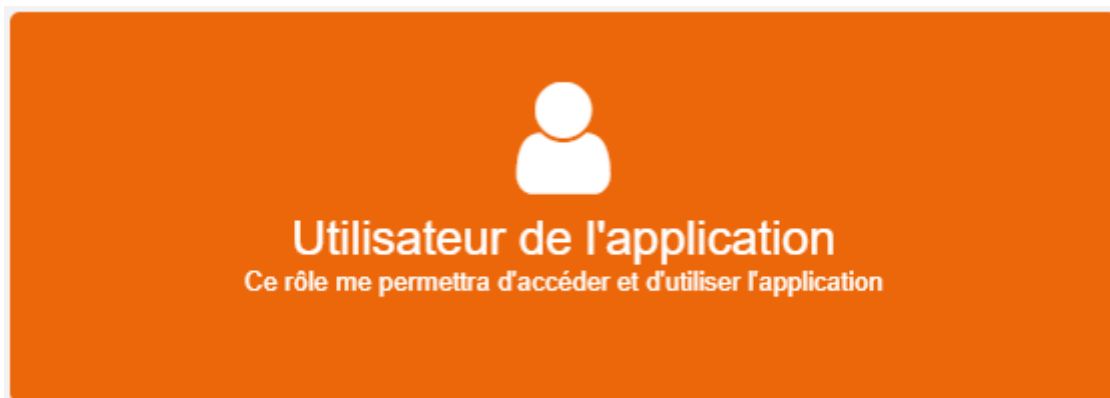 Utilisateur de l'application
Ce rôle me permettra d'accéder et d'utiliser l'application